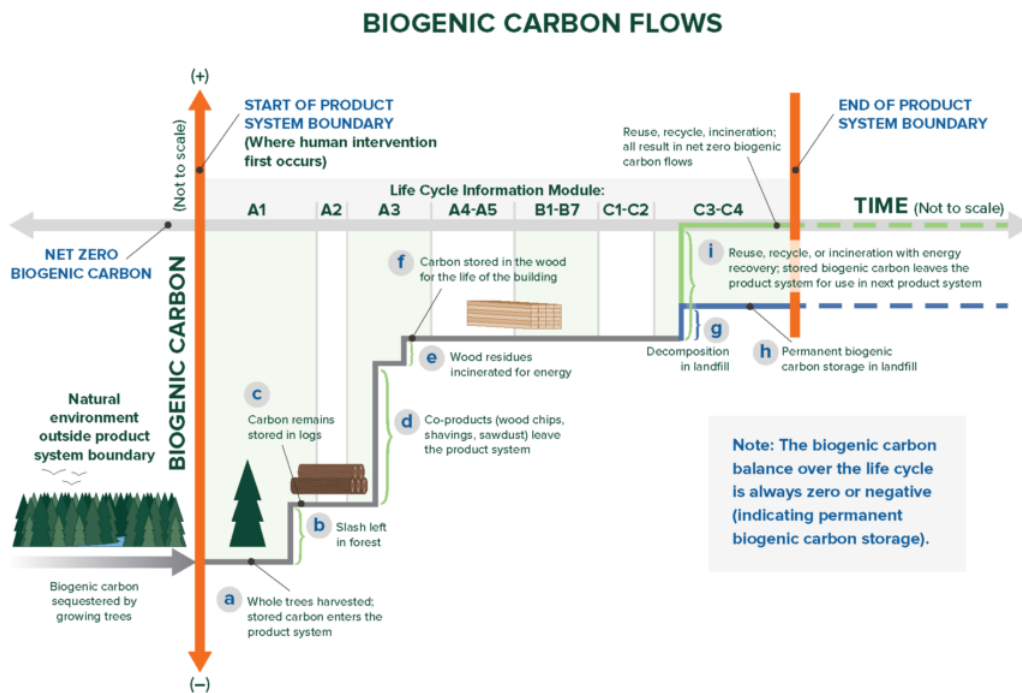 BIOGENIC CARBON FLOWS
(+)
(Not to scale)
BIOGENIC CARBON
(−)
START OF PRODUCT
SYSTEM BOUNDARY
(Where human intervention
first occurs)
END OF PRODUCT
SYSTEM BOUNDARY
Reuse, recycle, incineration;
all result in net zero biogenic
carbon flows
Life Cycle Information Module:
A1 A2 A3 A4-A5 B1-B7 C1-C2 C3-C4
TIME (Not to scale)
NET ZERO
BIOGENIC CARBON
f
Carbon stored in the wood
for the life of the building
i
Reuse, recycle, or incineration with energy
recovery; stored biogenic carbon leaves the
product system for use in next product system
g
Decomposition
in landfill
h
Permanent biogenic
carbon storage in landfill
e
Wood residues
incinerated for energy
c
Carbon remains
stored in logs
d
Co-products (wood chips,
shavings, sawdust) leave
the product system
Natural
environment
outside product
system boundary
b
Slash left
in forest
Biogenic carbon
sequestered by
growing trees
a
Whole trees harvested;
stored carbon enters the
product system
Note: The biogenic carbon
balance over the life cycle
is always zero or negative
(indicating permanent
biogenic carbon storage).